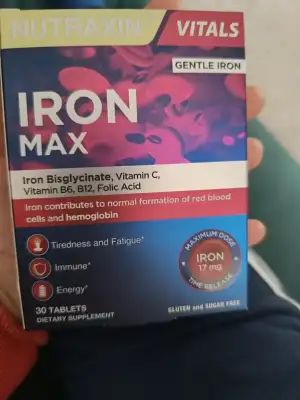 NUTRAXIN
VITALS
GENTLE IRON
IRON
MAX
Iron Bisglycinate, Vitamin C,
Vitamin B6, B12, Folic Acid
Iron contributes to normal formation of red blood
cells and hemoglobin
Tiredness and Fatigue*
Immune*
Energy*
MAXIMUM DOSE
IRON
17 mg
TIME RELEASE
30 TABLETS
DIETARY SUPPLEMENT
GLUTEN and SUGAR FREE